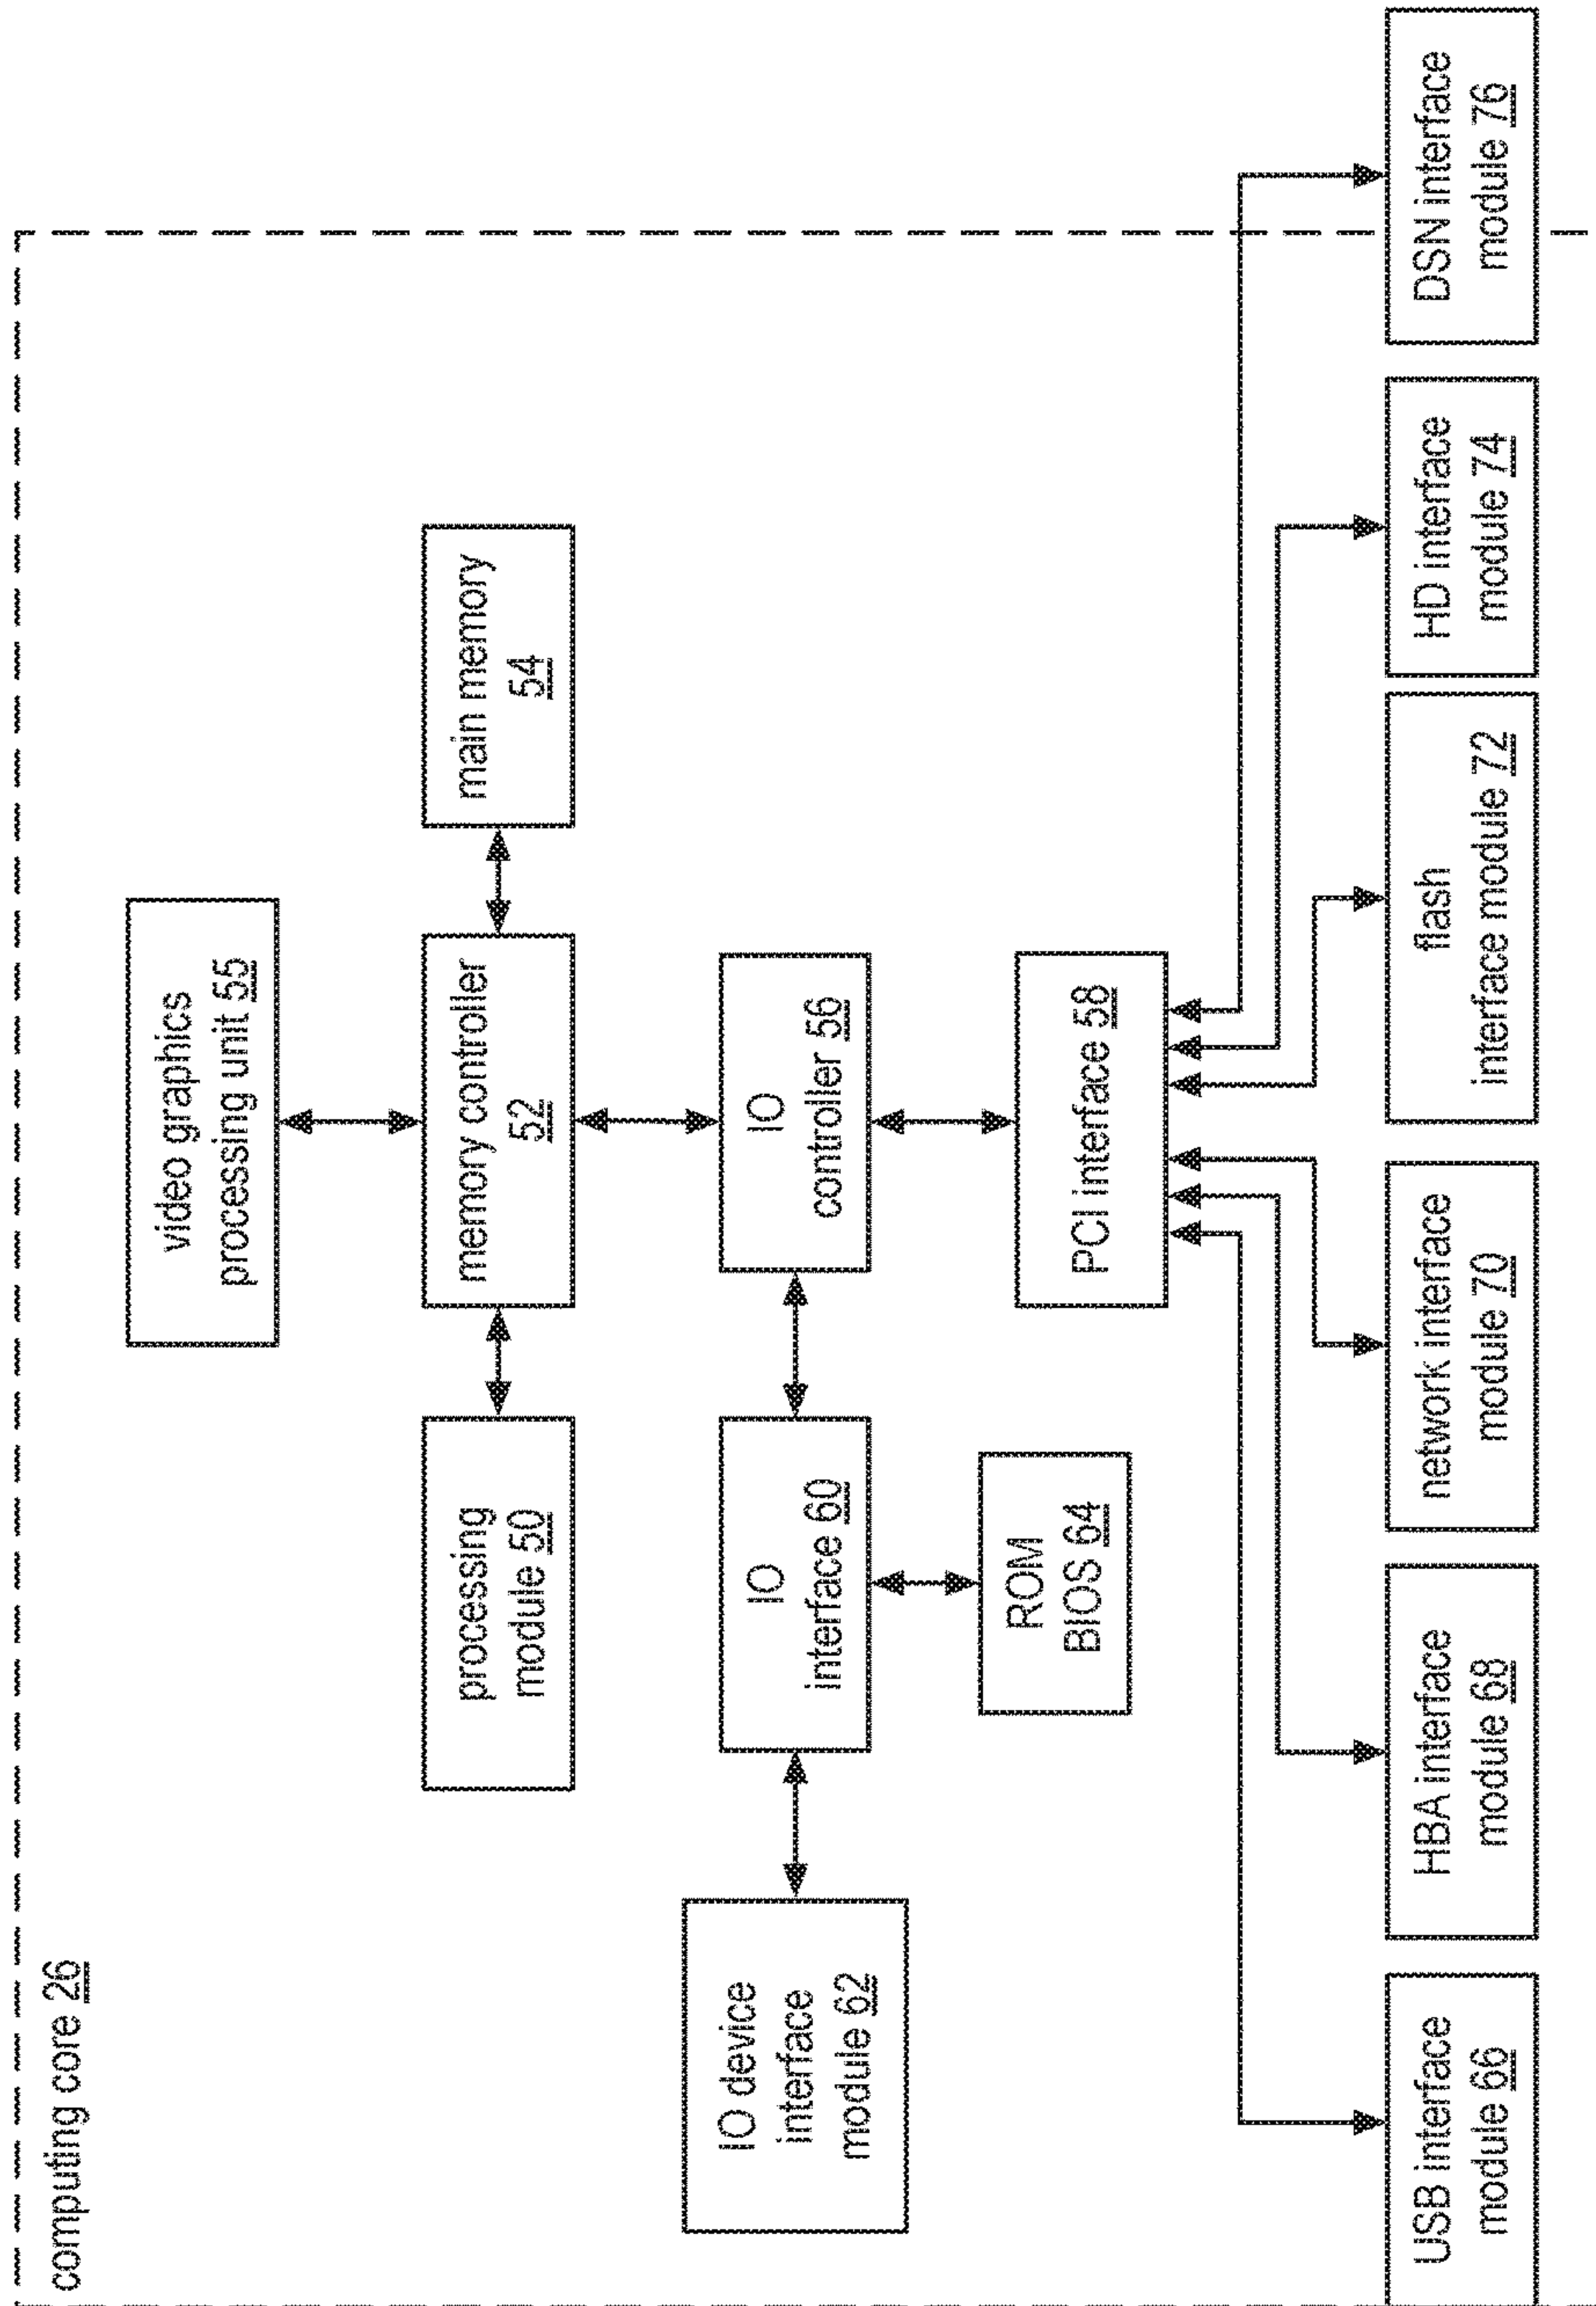 computing core 26
video graphics
processing unit 55
processing
module 50
memory controller
52
main memory
54
IO device
interface
module 62
IO
interface 60
IO
controller 56
ROM
BIOS 64
PCI interface 58
USB interface
module 66
HBA interface
module 68
network interface
module 70
flash
interface module 72
HD interface
module 74
DSN interface
module 76